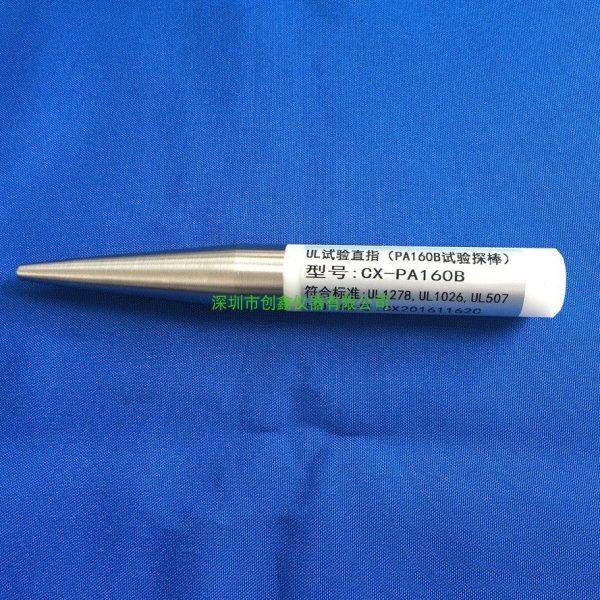 UL试验直指（PA160B试验探棒）
型号:CX-PA160B
符合标准:UL1278,UL1026,UL507
CX20161162C
深圳市创鑫仪器有限公司